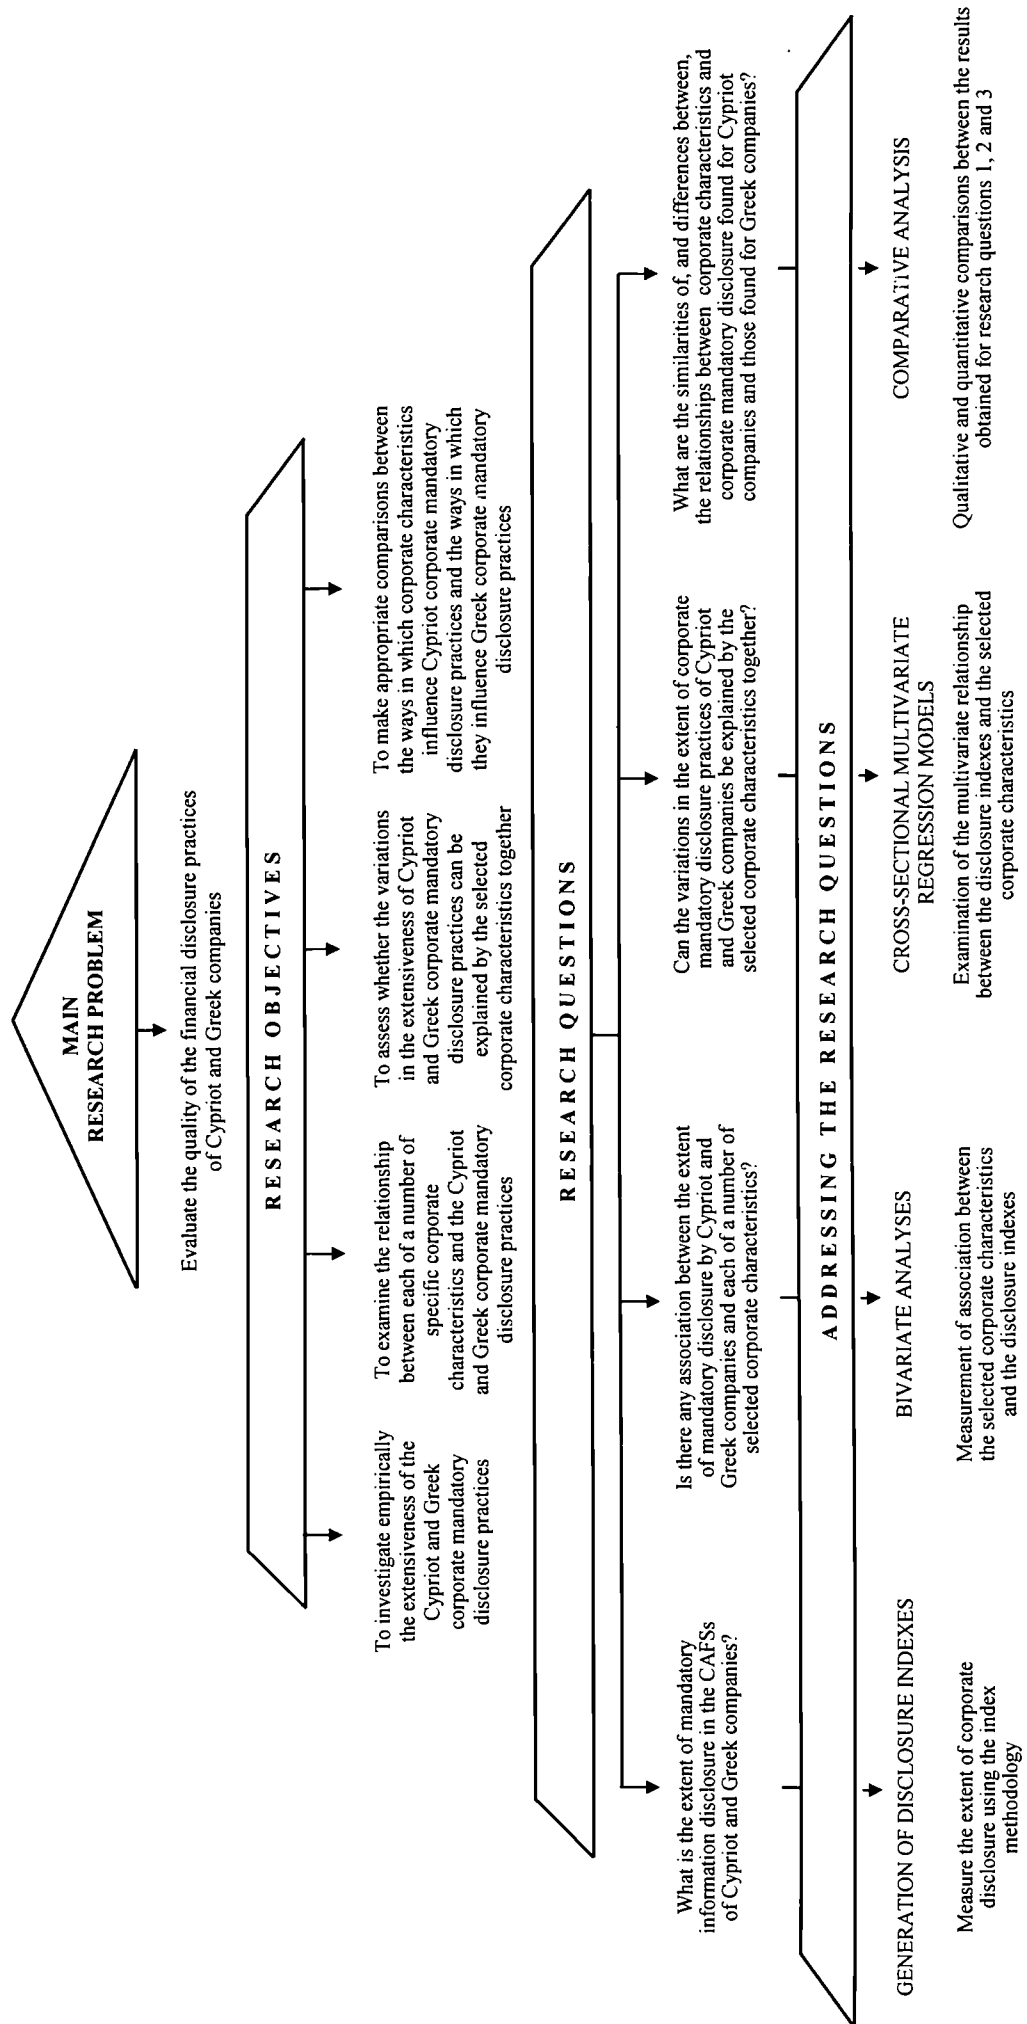 MAIN
RESEARCH PROBLEM
Evaluate the quality of the financial disclosure practices
of Cypriot and Greek companies
RESEARCH OBJECTIVES
To investigate empirically
the extensiveness of the
Cypriot and Greek
corporate mandatory
disclosure practices
To examine the relationship
between each of a number of
specific corporate
characteristics and the Cypriot
and Greek corporate mandatory
disclosure practices
To assess whether the variations
in the extensiveness of Cypriot
and Greek corporate mandatory
disclosure practices can be
explained by the selected
corporate characteristics together
To make appropriate comparisons between
the ways in which corporate characteristics
influence Cypriot corporate mandatory
disclosure practices and the ways in which
they influence Greek corporate mandatory
disclosure practices
RESEARCH QUESTIONS
What is the extent of mandatory
information disclosure in the CAFSs
of Cypriot and Greek companies?
Is there any association between the extent
of mandatory disclosure by Cypriot and
Greek companies and each of a number of
selected corporate characteristics?
Can the variations in the extent of corporate
mandatory disclosure practices of Cypriot
and Greek companies be explained by the
selected corporate characteristics together?
What are the similarities of, and differences between,
the relationships between corporate characteristics and
corporate mandatory disclosure found for Cypriot
companies and those found for Greek companies?
ADDRESSING THE RESEARCH QUESTIONS
GENERATION OF DISCLOSURE INDEXES
Measure the extent of corporate
disclosure using the index
methodology
BIVARIATE ANALYSES
Measurement of association between
the selected corporate characteristics
and the disclosure indexes
CROSS-SECTIONAL MULTIVARIATE
REGRESSION MODELS
Examination of the multivariate relationship
between the disclosure indexes and the selected
corporate characteristics
COMPARATIVE ANALYSIS
Qualitative and quantitative comparisons between the results
obtained for research questions 1, 2 and 3